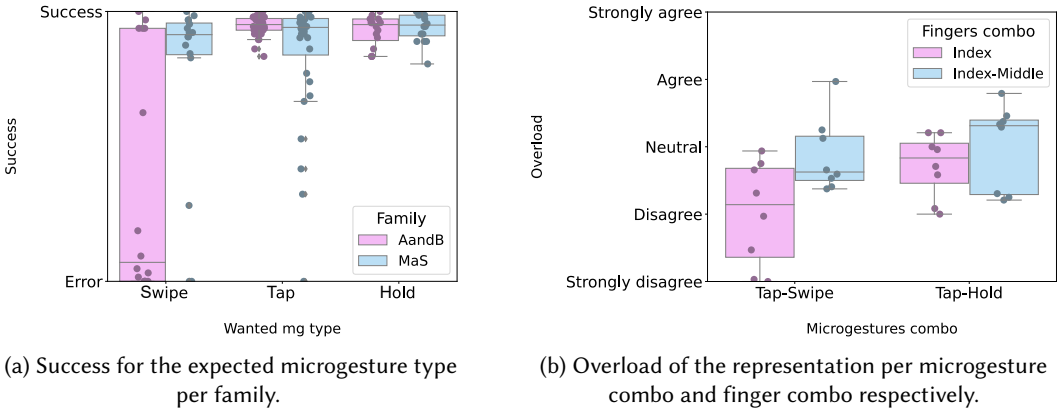 Success
Error
Success
Swipe
Tap
Hold
Wanted mg type
Family
AandB
MaS
(a) Success for the expected microgesture type
per family.
Strongly agree
Agree
Neutral
Disagree
Strongly disagree
Overload
Tap-Swipe
Tap-Hold
Microgestures combo
Fingers combo
Index
Index-Middle
(b) Overload of the representation per microgesture
combo and finger combo respectively.